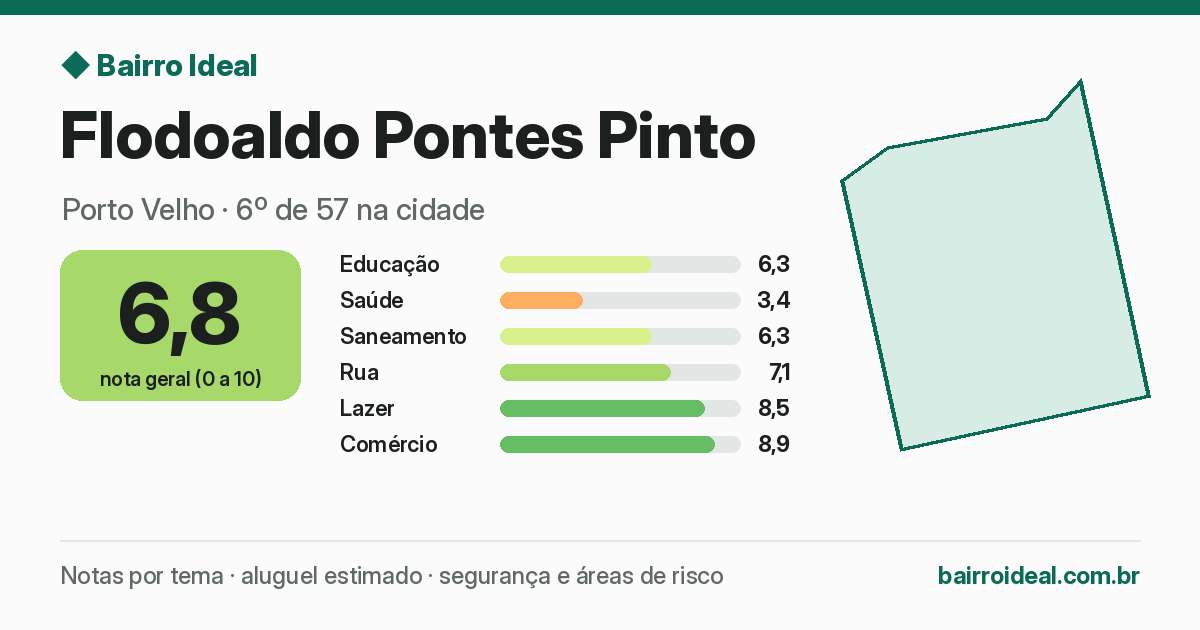 Bairro Ideal
Flodoaldo Pontes Pinto
Porto Velho · 6º de 57 na cidade
6,8
nota geral (0 a 10)
Educação 6,3
Saúde 3,4
Saneamento 6,3
Rua 7,1
Lazer 8,5
Comércio 8,9
Notas por tema · aluguel estimado · segurança e áreas de risco
bairroideal.com.br